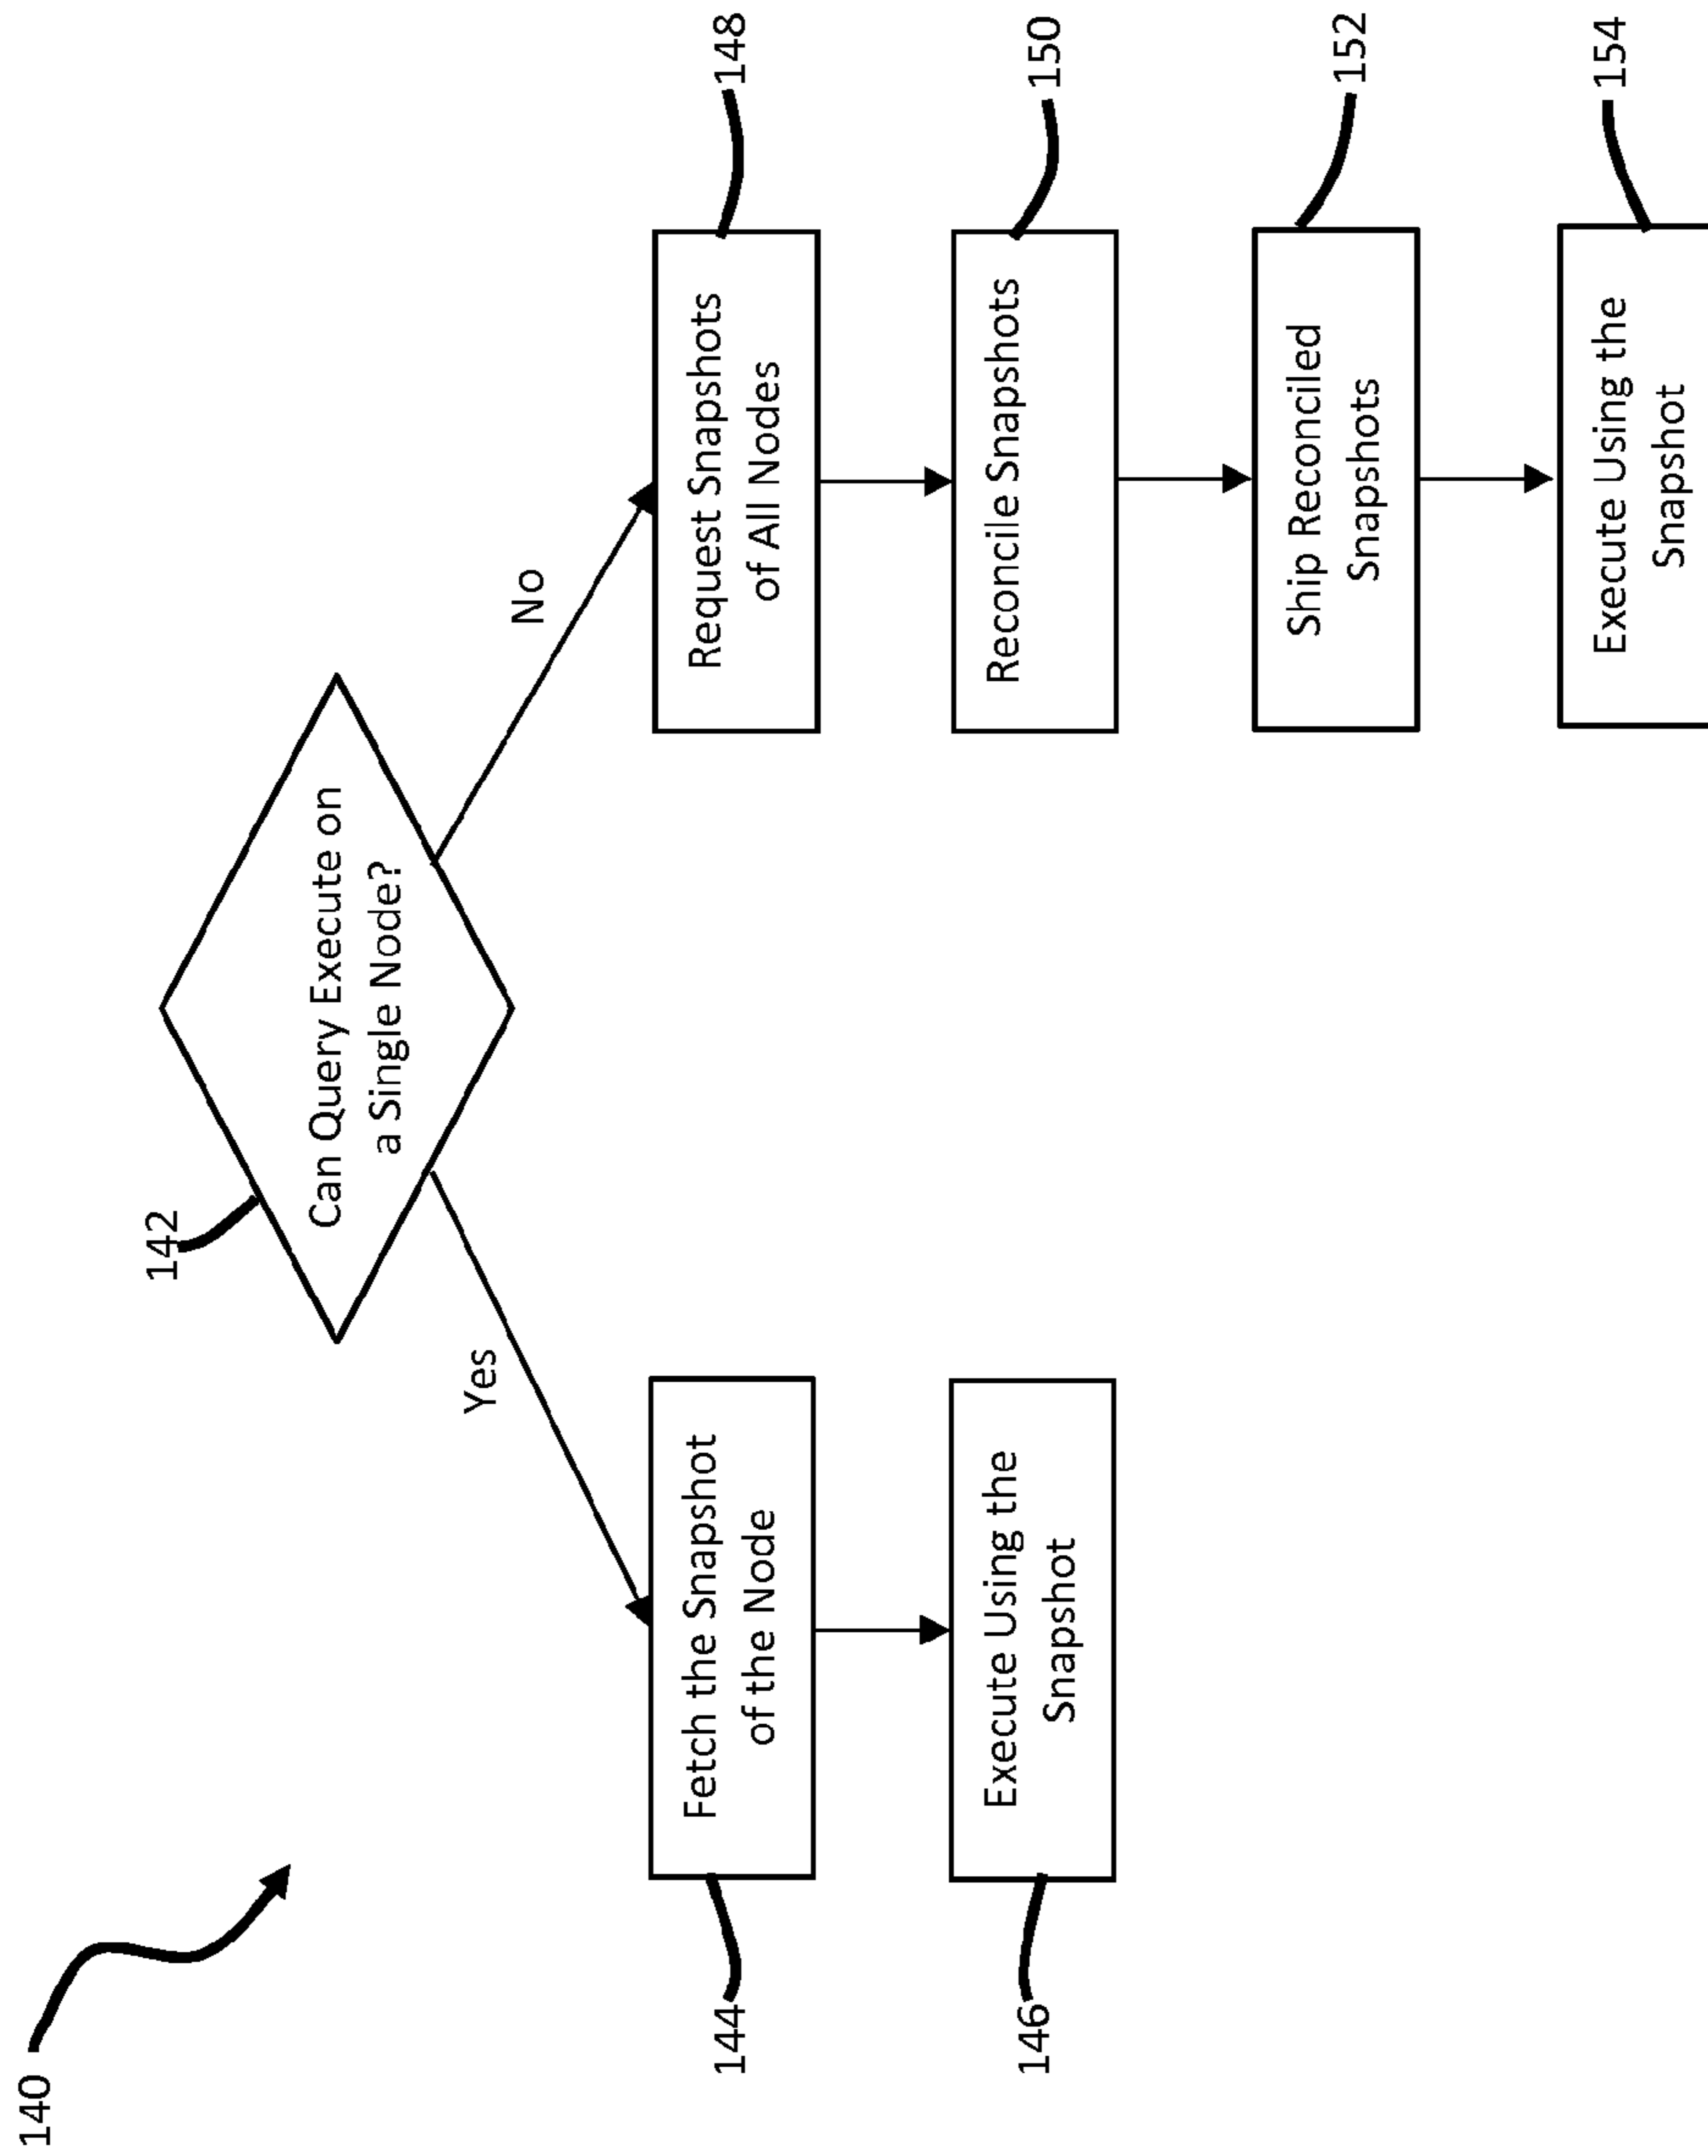 140
142
Can Query Execute on
a Single Node?
Yes
No
144
Fetch the Snapshot
of the Node
146
Execute Using the
Snapshot
148
Request Snapshots
of All Nodes
150
Reconcile Snapshots
152
Ship Reconciled
Snapshots
154
Execute Using the
Snapshot